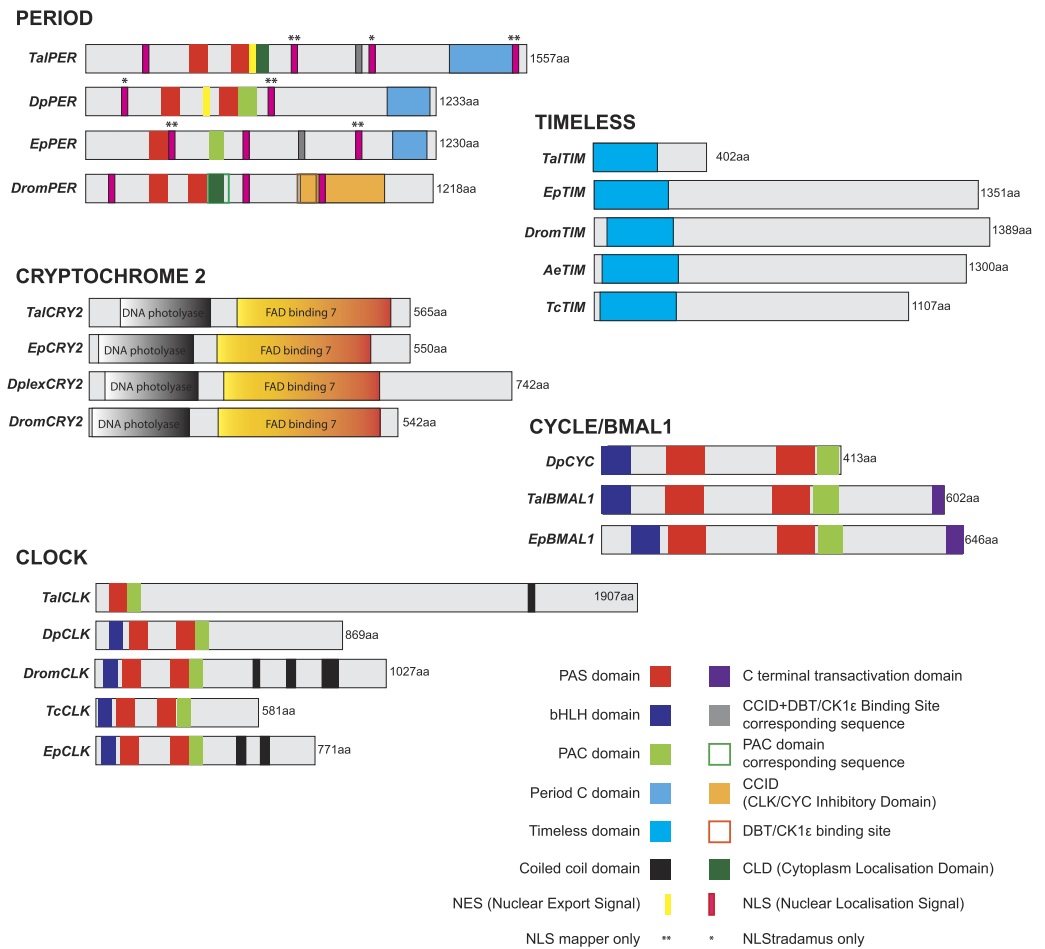 PERIOD
** * **
TalPER 1557aa
* **
DpPER 1233aa
** **
EpPER 1230aa
DromPER 1218aa
TIMELESS
TalTIM 402aa
EpTIM 1351aa
DromTIM 1389aa
AeTIM 1300aa
TcTIM 1107aa
CRYPTOCHROME 2
TalCRY2 DNA photolyase FAD binding 7 565aa
EpCRY2 DNA photolyase FAD binding 7 550aa
DplexCRY2 DNA photolyase FAD binding 7 742aa
DromCRY2 DNA photolyase FAD binding 7 542aa
CYCLE/BMAL1
DpCYC 413aa
TalBMAL1 602aa
EpBMAL1 646aa
CLOCK
TalCLK 1907aa
DpCLK 869aa
DromCLK 1027aa
TcCLK 581aa
EpCLK 771aa
PAS domain
bHLH domain
PAC domain
Period C domain
Timeless domain
Coiled coil domain
NES (Nuclear Export Signal)
NLS mapper only **
C terminal transactivation domain
CCID+DBT/CK1ε Binding Site
corresponding sequence
PAC domain
corresponding sequence
CCID
(CLK/CYC Inhibitory Domain)
DBT/CK1ε binding site
CLD (Cytoplasm Localisation Domain)
NLS (Nuclear Localisation Signal)
* NLStradamus only